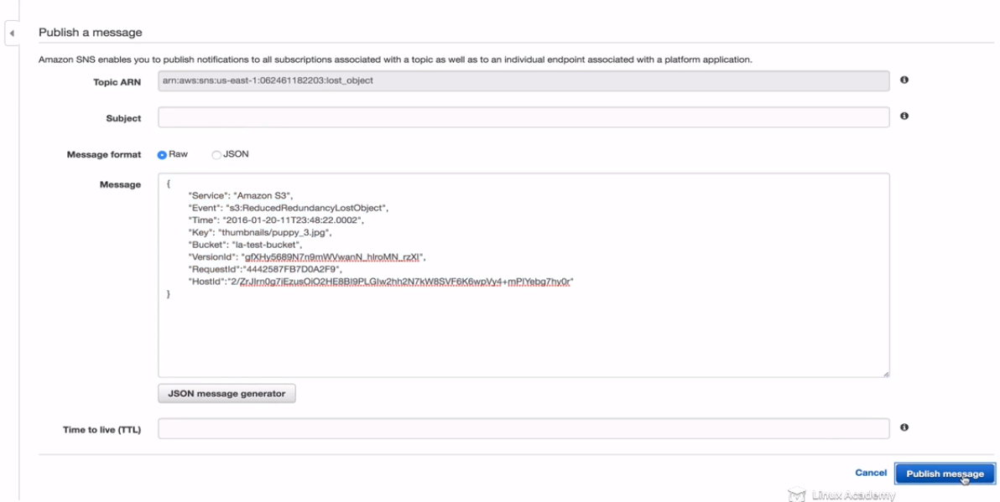 Publish a message
Amazon SNS enables you to publish notifications to all subscriptions associated with a topic as well as to an individual endpoint associated with a platform application.
Topic ARN arn:aws:sns:us-east-1:062461182203:lost_object
Subject
Message format Raw JSON
Message {
"Service": "Amazon S3",
"Event": "s3:ReducedRedundancyLostObject",
"Time": "2016-01-20-11T23:48:22.0002",
"Key": "thumbnails/puppy_3.jpg",
"Bucket": "la-test-bucket",
"VersionId":
"RequestId":"4442587FB7D0A2F9",
"HostId":
}
JSON message generator
Time to live (TTL)
Cancel Publish message
Linux Academy